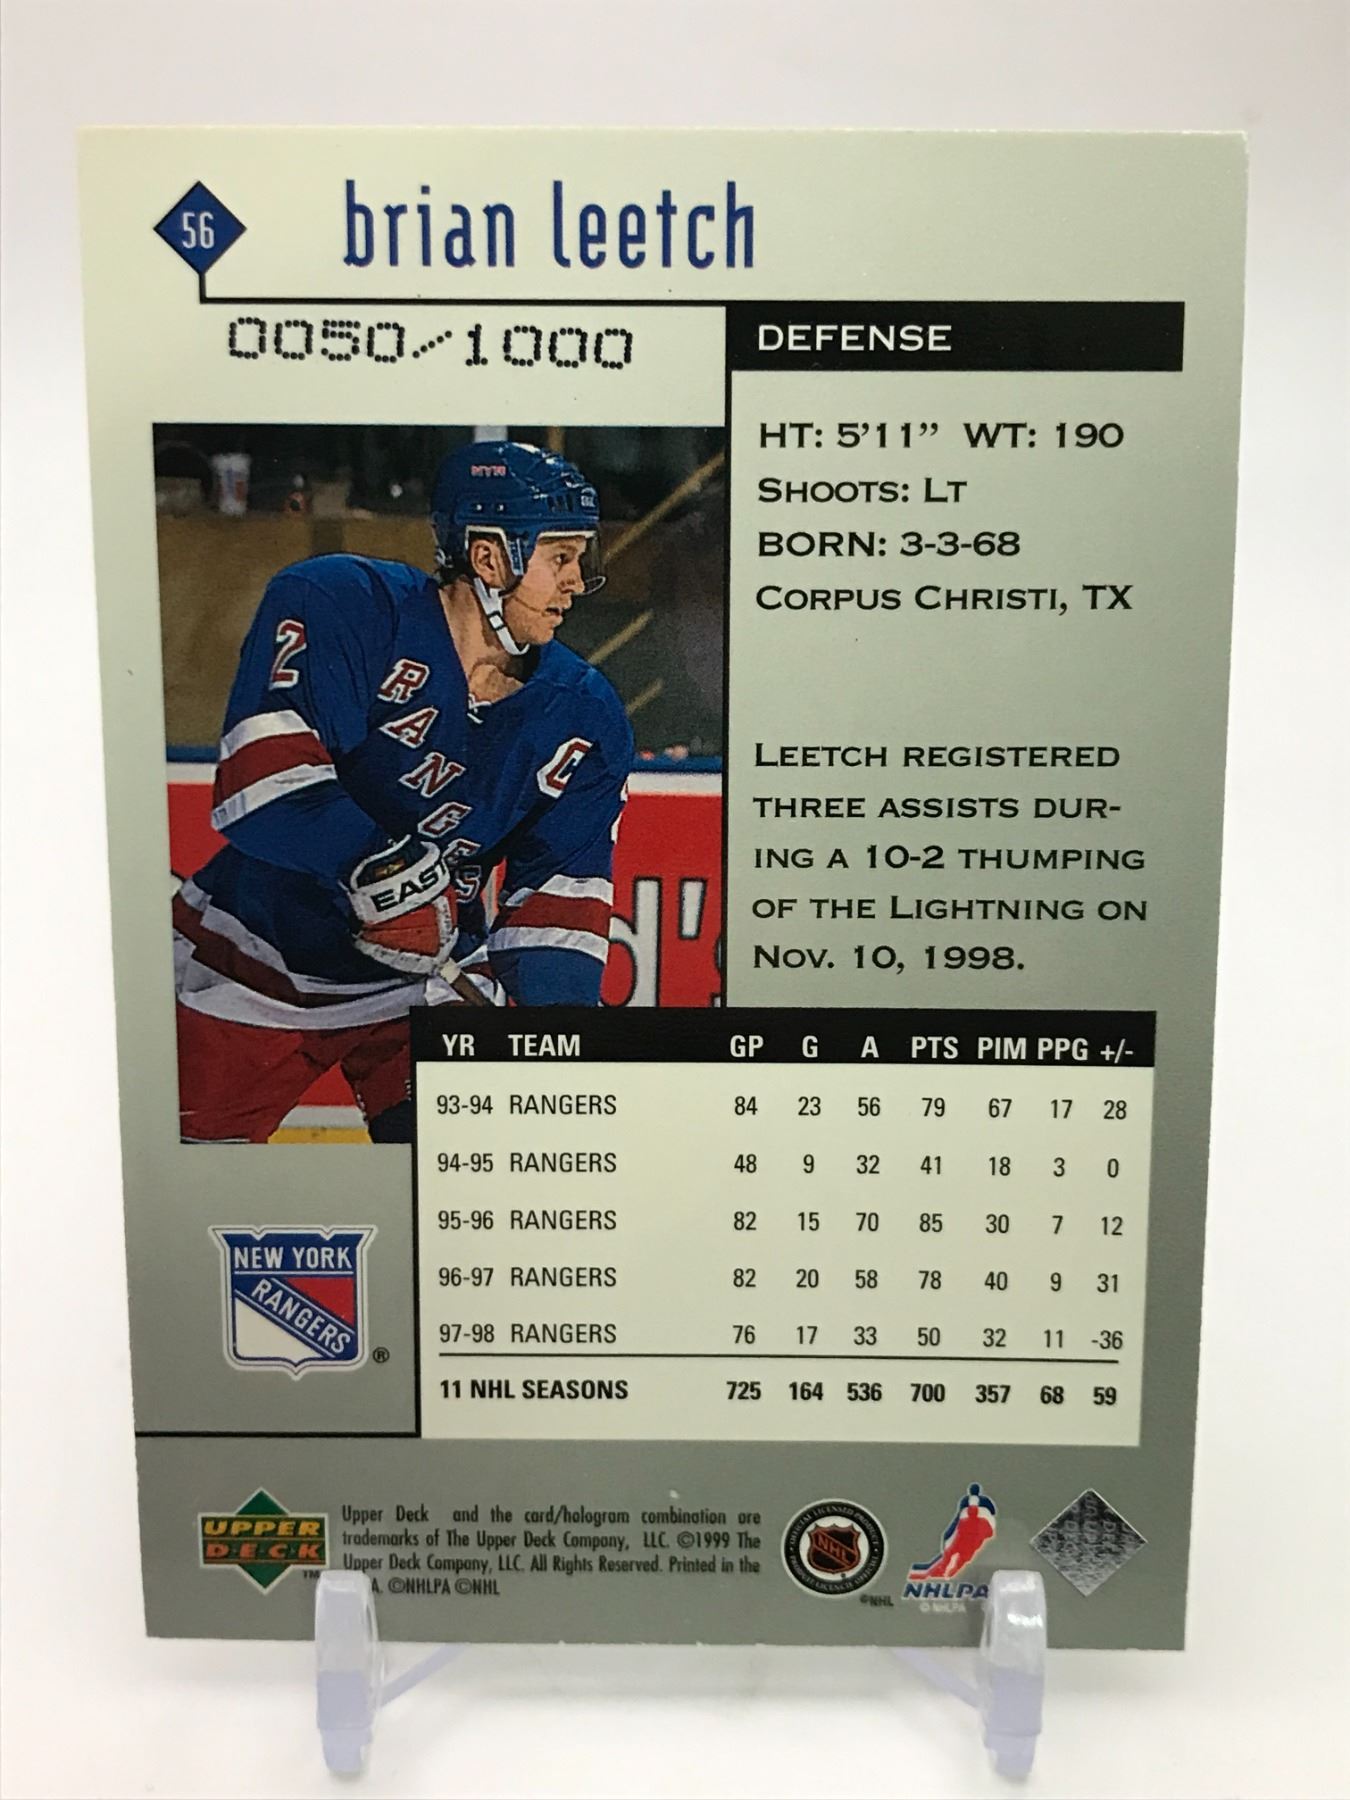 56
brian leetch
0050/1000
DEFENSE
HT: 5'11" WT: 190
SHOOTS: LT
BORN: 3-3-68
CORPUS CHRISTI, TX
NYR
2
RANGERS
C
EAST
d's
LEETCH REGISTERED
THREE ASSISTS DUR-
ING A 10-2 THUMPING
OF THE LIGHTNING ON
NOV. 10, 1998.
YR TEAM GP G A PTS PIM PPG +/-
93-94 RANGERS 84 23 56 79 67 17 28
94-95 RANGERS 48 9 32 41 18 3 0
95-96 RANGERS 82 15 70 85 30 7 12
96-97 RANGERS 82 20 58 78 40 9 31
97-98 RANGERS 76 17 33 50 32 11 -36
11 NHL SEASONS 725 164 536 700 357 68 59
NEW YORK
RANGERS
®
UPPER
D·E·C·K
™
Upper Deck and the card/hologram combination are
trademarks of The Upper Deck Company, LLC. ©1999 The
Upper Deck Company, LLC. All Rights Reserved. Printed in the
A. ©NHLPA ©NHL
NHL
©NHL
NHLPA
© NHLPA